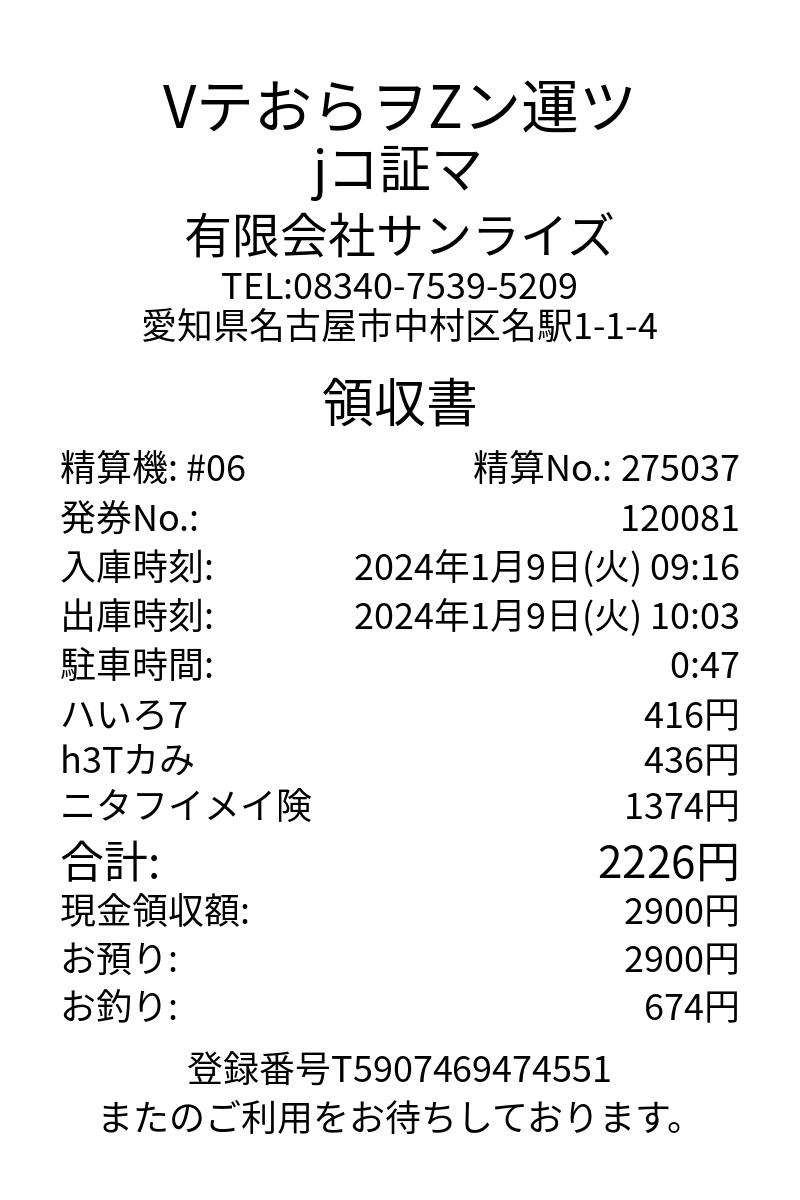 VテおらヲZン運ツ
jコ証マ
有限会社サンライズ
TEL:08340-7539-5209
愛知県名古屋市中村区名駅1-1-4
領収書
精算機: #06 精算No.: 275037
発券No.: 120081
入庫時刻: 2024年1月9日(火) 09:16
出庫時刻: 2024年1月9日(火) 10:03
駐車時間: 0:47
ハいろ7 416円
h3Tカみ 436円
ニタフイメイ険 1374円
合計: 2226円
現金領収額: 2900円
お預り: 2900円
お釣り: 674円
登録番号T5907469474551
またのご利用をお待ちしております。